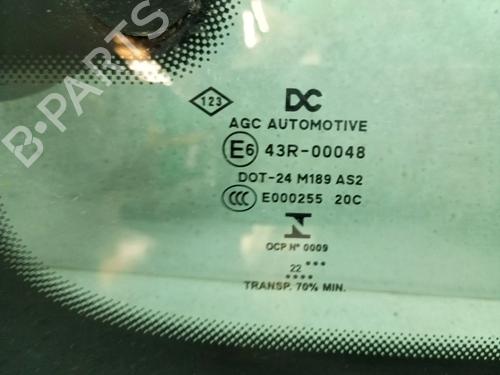 123 DC
AGC AUTOMOTIVE
E6 43R-00048
DOT-24 M189 AS2
CCC E000255 20C
OCP Nº 0009
22
TRANSP. 70% MIN.